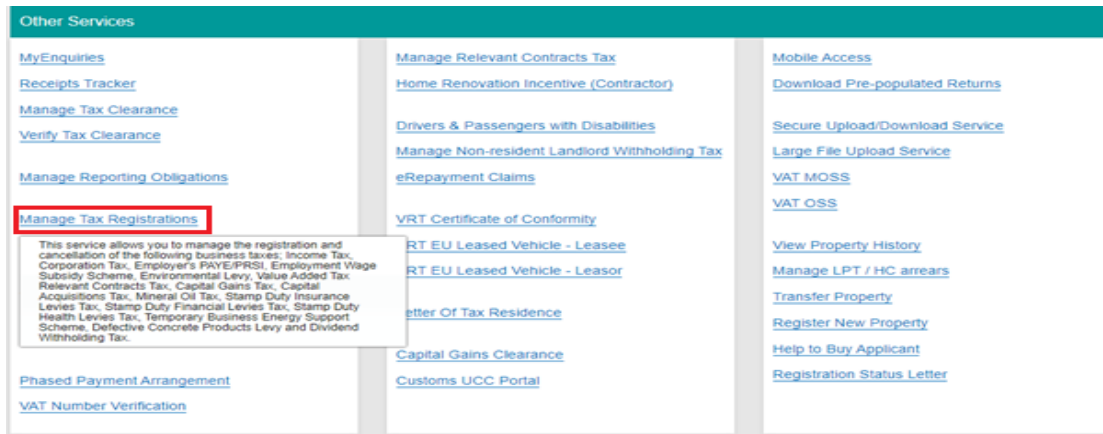 Other Services
MyEnquiries
Receipts Tracker
Manage Tax Clearance
Verify Tax Clearance
Manage Reporting Obligations
Manage Tax Registrations
This service allows you to manage the registration and
cancellation of the following business taxes; Income Tax,
Corporation Tax, Employer's PAYE/PRSI, Employment Wage
Subsidy Scheme, Environmental Levy, Value Added Tax
Relevant Contracts Tax, Capital Gains Tax, Capital
Acquisitions Tax, Mineral Oil Tax, Stamp Duty Insurance
Levies Tax, Stamp Duty Financial Levies Tax, Stamp Duty
Health Levies Tax, Temporary Business Energy Support
Scheme, Defective Concrete Products Levy and Dividend
Withholding Tax.
Phased Payment Arrangement
VAT Number Verification
Manage Relevant Contracts Tax
Home Renovation Incentive (Contractor)
Drivers & Passengers with Disabilities
Manage Non-resident Landlord Withholding Tax
eRepayment Claims
VRT Certificate of Conformity
RT EU Leased Vehicle - Leasee
RT EU Leased Vehicle - Leasor
etter Of Tax Residence
Capital Gains Clearance
Customs UCC Portal
Mobile Access
Download Pre-populated Returns
Secure Upload/Download Service
Large File Upload Service
VAT MOSS
VAT OSS
View Property History
Manage LPT / HC arrears
Transfer Property
Register New Property
Help to Buy Applicant
Registration Status Letter